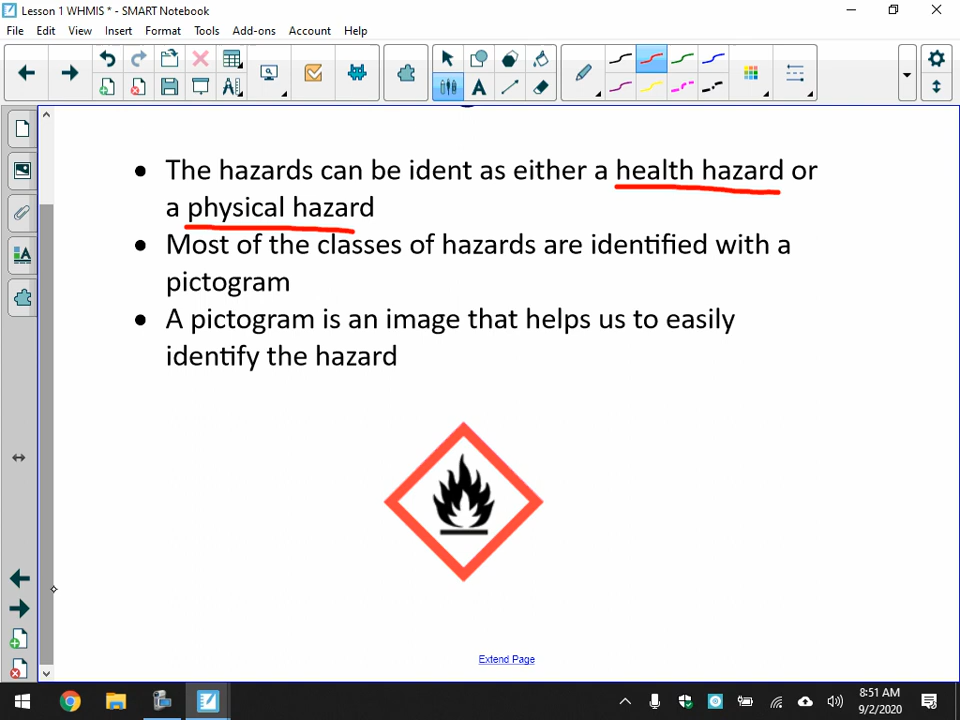 Lesson 1 WHMIS * - SMART Notebook
File Edit View Insert Format Tools Add-ons Account Help
The hazards can be ident as either a health hazard or
a physical hazard
Most of the classes of hazards are identified with a
pictogram
A pictogram is an image that helps us to easily
identify the hazard
Extend Page
8:51 AM
9/2/2020